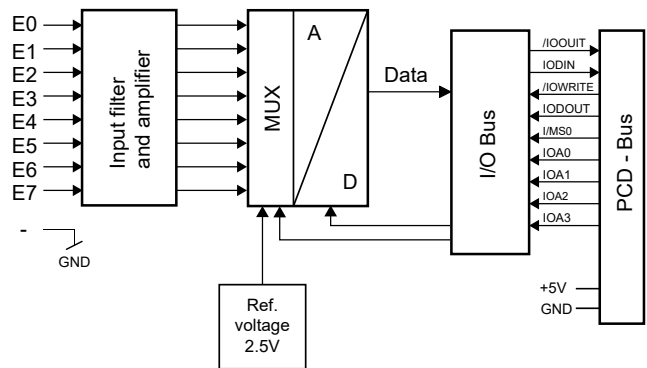 E0
E1
E2
E3
E4
E5
E6
E7
-
GND
Input filter
and amplifier
MUX
A
D
Data
Ref.
voltage
2.5V
I/O Bus
/IOOUIT
IODIN
/IOWRITE
IODOUT
I/MS0
IOA0
IOA1
IOA2
IOA3
+5V
GND
PCD - Bus